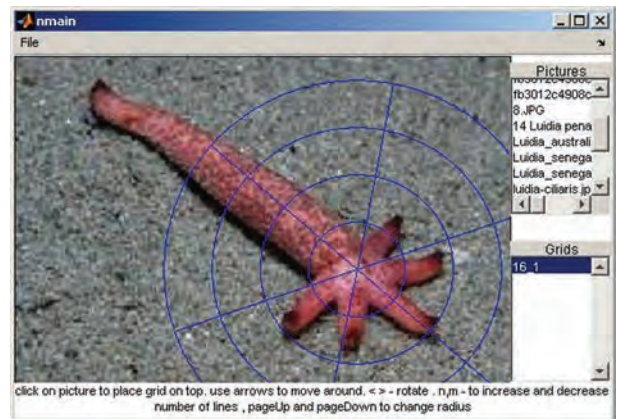 nmain
File
Pictures
fb3012c4908c
8.JPG
14 Luidia pena
Luidia_australi
Luidia_senega
Luidia_senega
luidia-ciliaris.jp
Grids
16_1
click on picture to place grid on top. use arrows to move around. < > - rotate . n,m - to increase and decrease
number of lines , pageUp and pageDown to change radius